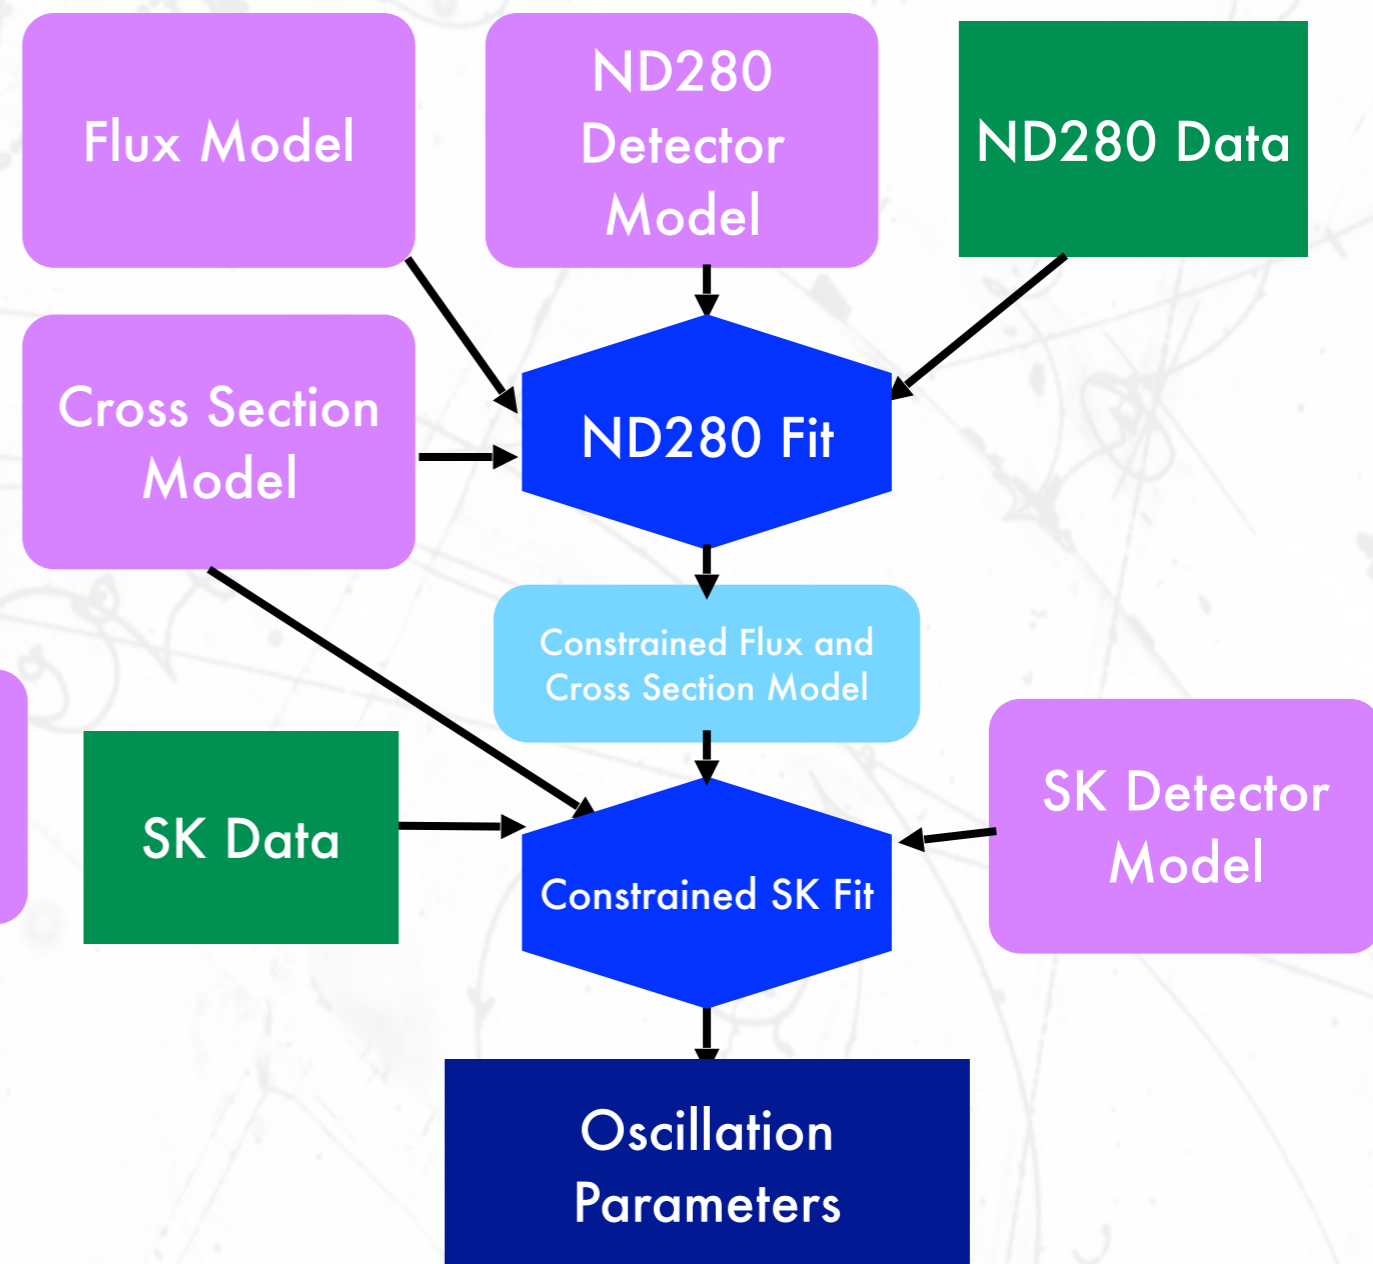 Flux Model
ND280
Detector
Model
ND280 Data
Cross Section
Model
ND280 Fit
Constrained Flux and
Cross Section Model
SK Data
SK Detector
Model
Constrained SK Fit
Oscillation
Parameters